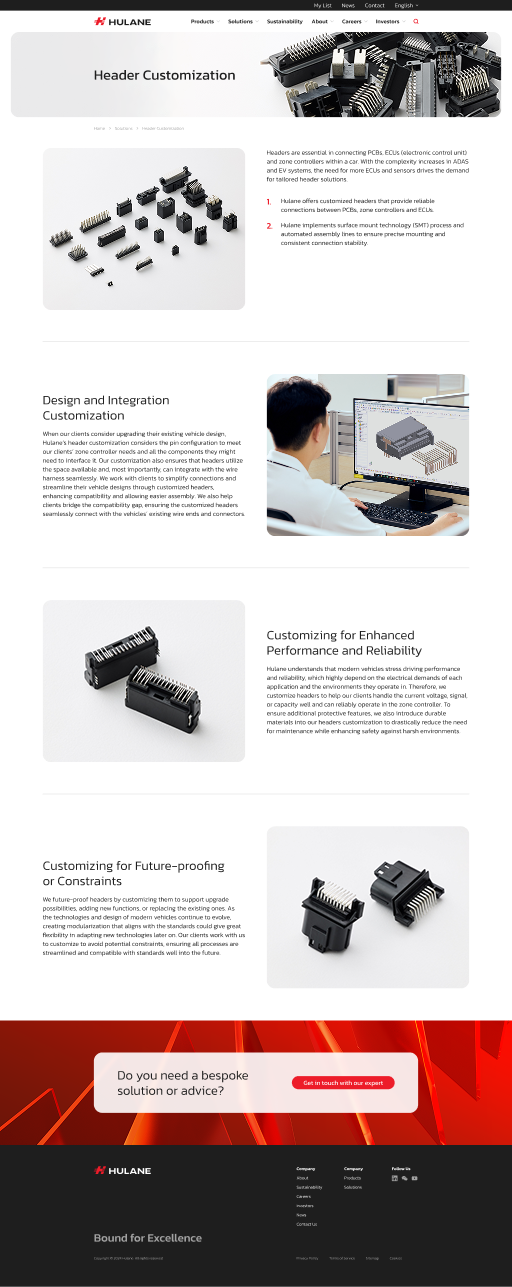 My List News Contact English
HULANE Products Solutions Sustainability About Careers Investors
Header Customization
Home > Solutions > Header Customization
Headers are essential in connecting PCBs, ECUs (electronic control unit)
and zone controllers within a car. With the complexity increases in ADAS
and EV systems, the need for more ECUs and sensors drives the demand
for tailored header solutions.
1. Hulane offers customized headers that provide reliable
connections between PCBs, zone controllers and ECUs.
2. Hulane implements surface mount technology (SMT) process and
automated assembly lines to ensure precise mounting and
consistent connection stability.
Design and Integration
Customization
When our clients consider upgrading their existing vehicle design,
Hulane's header customization considers the pin configuration to meet
our clients' zone controller needs and all the components they might
need to interface it. Our customization also ensures that headers utilize
the space available and, most importantly, can integrate with the wire
harness seamlessly. We work with clients to simplify connections and
streamline their vehicle designs through customized headers,
enhancing compatibility and allowing easier assembly. We also help
clients bridge the compatibility gap, ensuring the customized headers
seamlessly connect with the vehicles' existing wire ends and connectors.
Customizing for Enhanced
Performance and Reliability
Hulane understands that modern vehicles stress driving performance
and reliability, which highly depend on the electrical demands of each
application and the environments they operate in. Therefore, we
customize headers to help our clients handle the current voltage, signal,
or capacity well and can reliably operate in the zone controller. To
ensure additional protective features, we also introduce durable
materials into our headers customization to drastically reduce the need
for maintenance while enhancing safety against harsh environments.
Customizing for Future-proofing
or Constraints
We future-proof headers by customizing them to support upgrade
possibilities, adding new functions, or replacing the existing ones. As
the technologies and design of modern vehicles continue to evolve,
creating modularization that aligns with the standards could give great
flexibility in adapting new technologies later on. Our clients work with us
to customize to avoid potential constraints, ensuring all processes are
streamlined and compatible with standards well into the future.
Do you need a bespoke
solution or advice?
Get in touch with our expert
HULANE
Company Company Follow Us
About Products
Sustainability Solutions
Careers
Investors
News
Contact Us
Bound for Excellence
Privacy Policy Terms of Service Sitemap Cookies